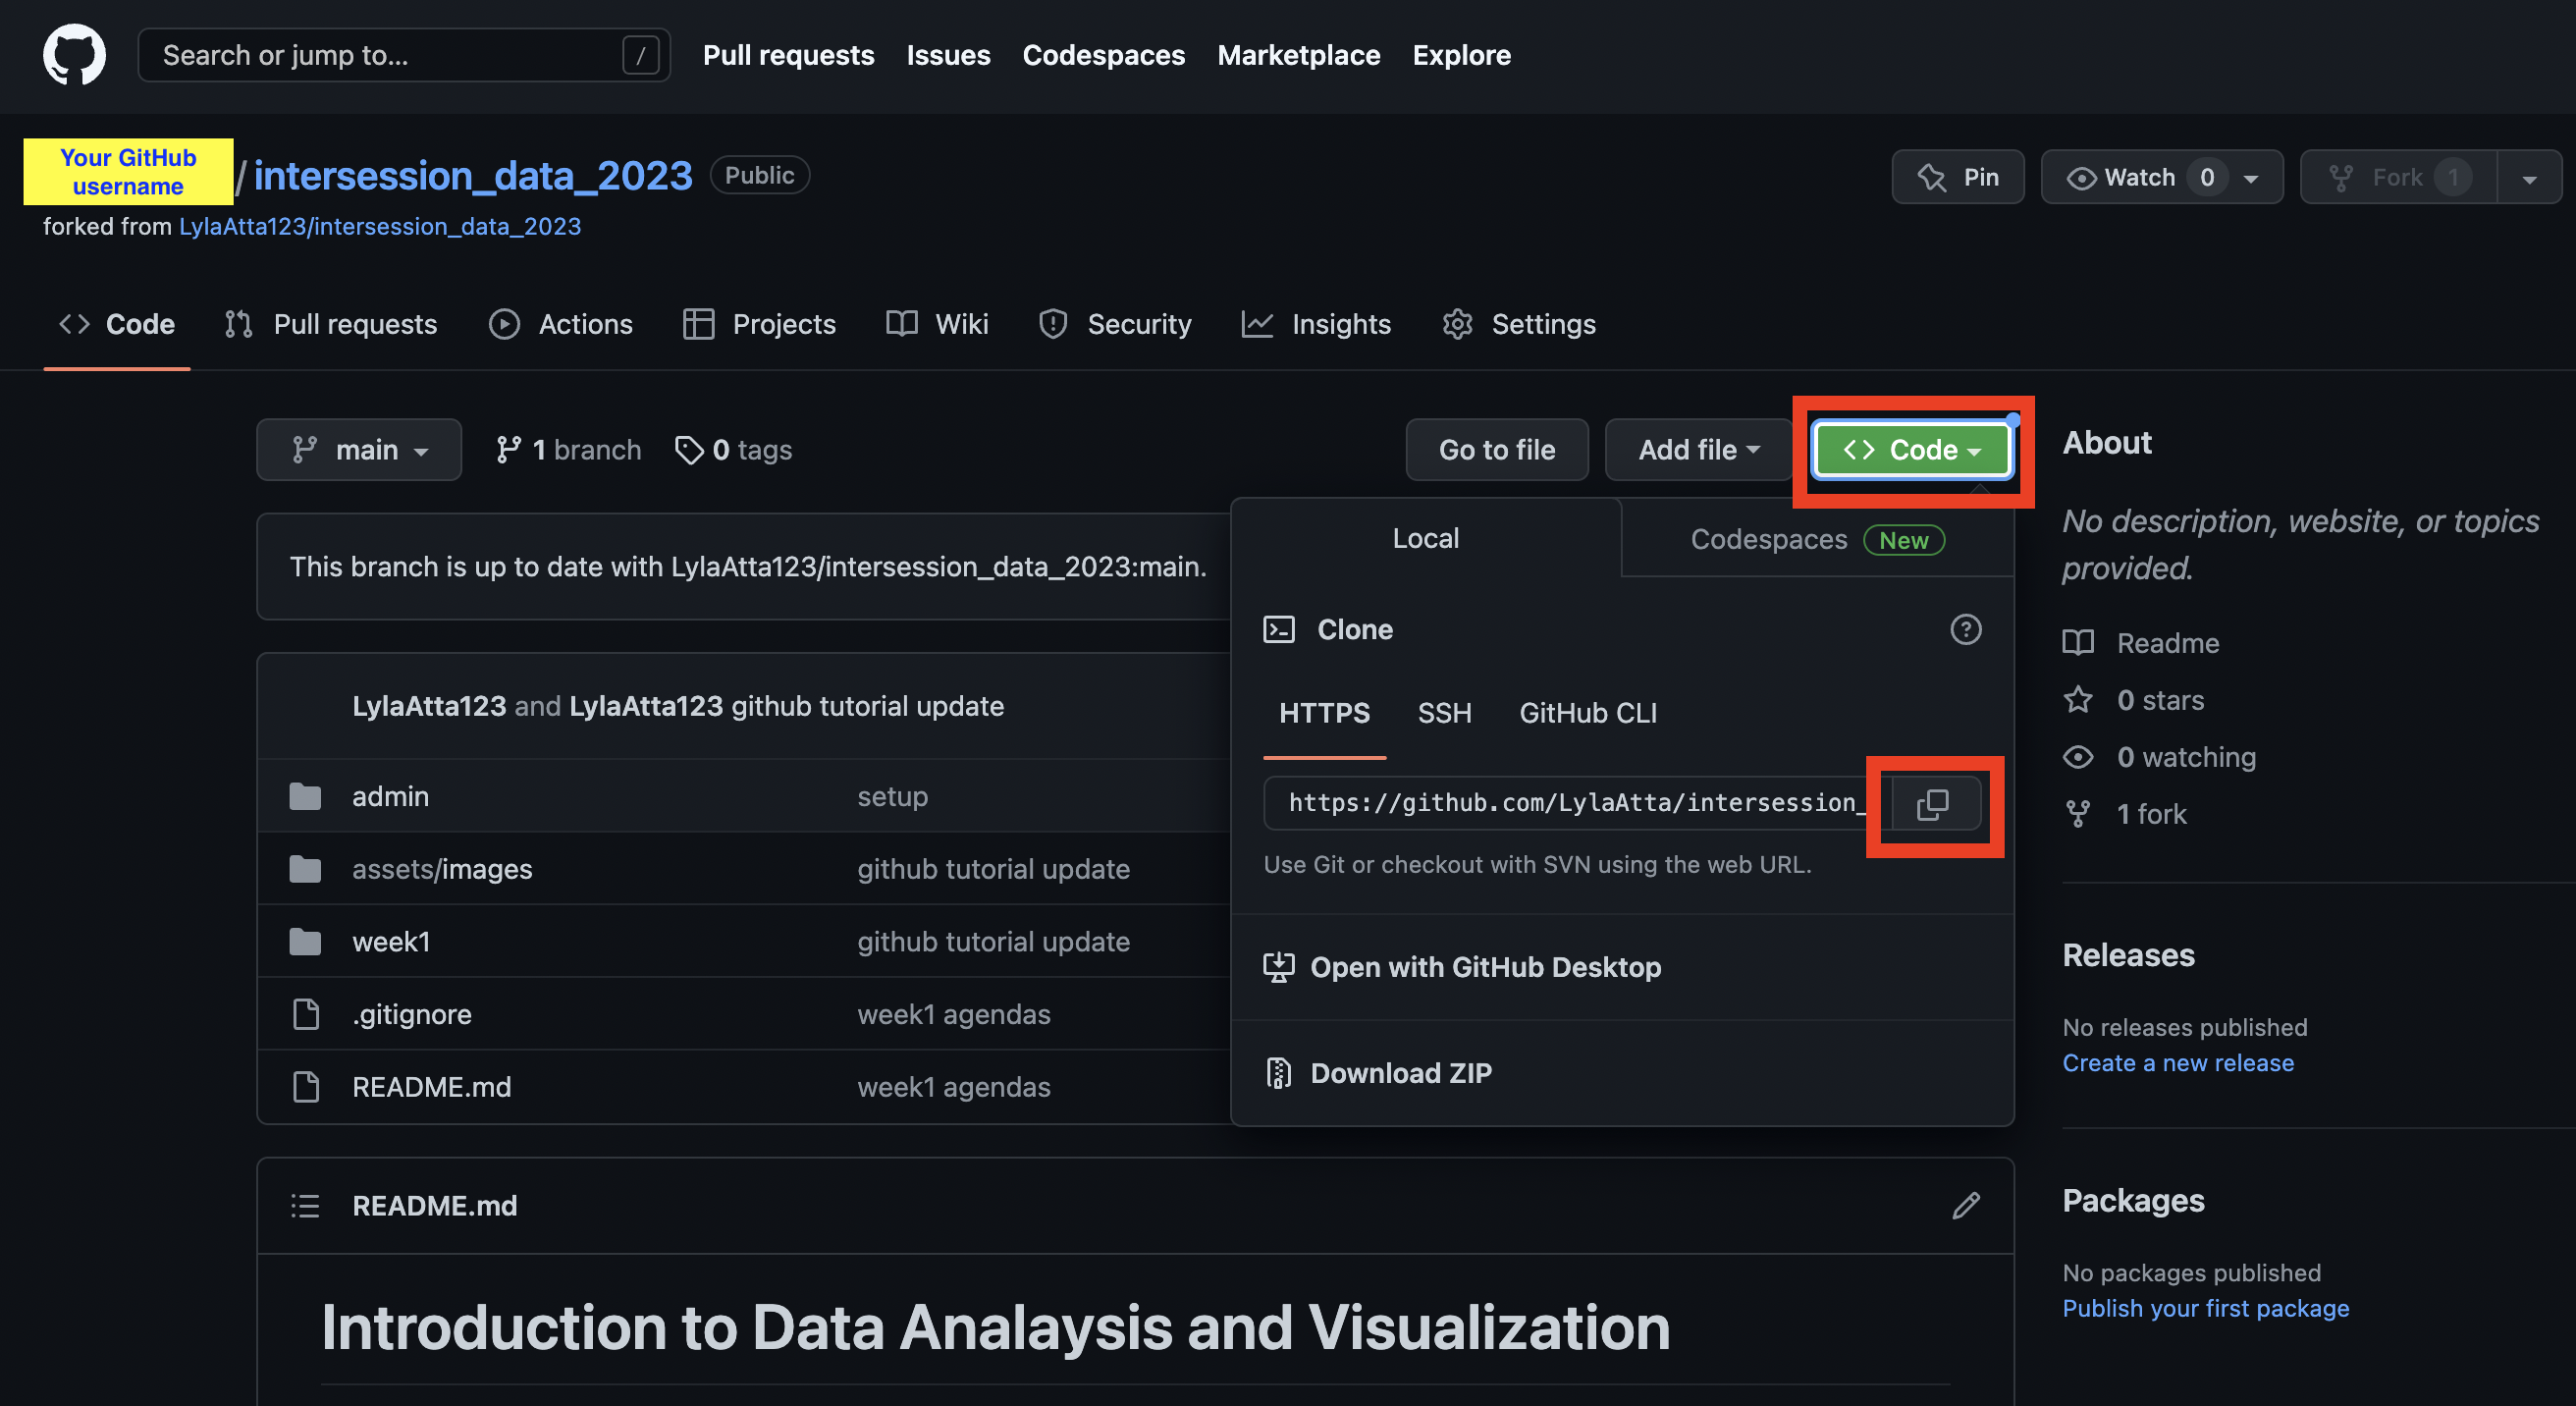 Search or jump to... /
Pull requests Issues Codespaces Marketplace Explore
Your GitHub
username
/ intersession_data_2023 Public
Pin Watch 0 Fork 1
forked from LylaAtta123/intersession_data_2023
Code Pull requests Actions Projects Wiki Security Insights Settings
main 1 branch 0 tags Go to file Add file Code
This branch is up to date with LylaAtta123/intersession_data_2023:main.
LylaAtta123 and LylaAtta123 github tutorial update
admin setup
assets/images github tutorial update
week1 github tutorial update
.gitignore week1 agendas
README.md week1 agendas
Local Codespaces New
Clone
HTTPS SSH GitHub CLI
https://github.com/LylaAtta/intersession_
Use Git or checkout with SVN using the web URL.
Open with GitHub Desktop
Download ZIP
README.md
Introduction to Data Analaysis and Visualization
About
No description, website, or topics
provided.
Readme
0 stars
0 watching
1 fork
Releases
No releases published
Create a new release
Packages
No packages published
Publish your first package